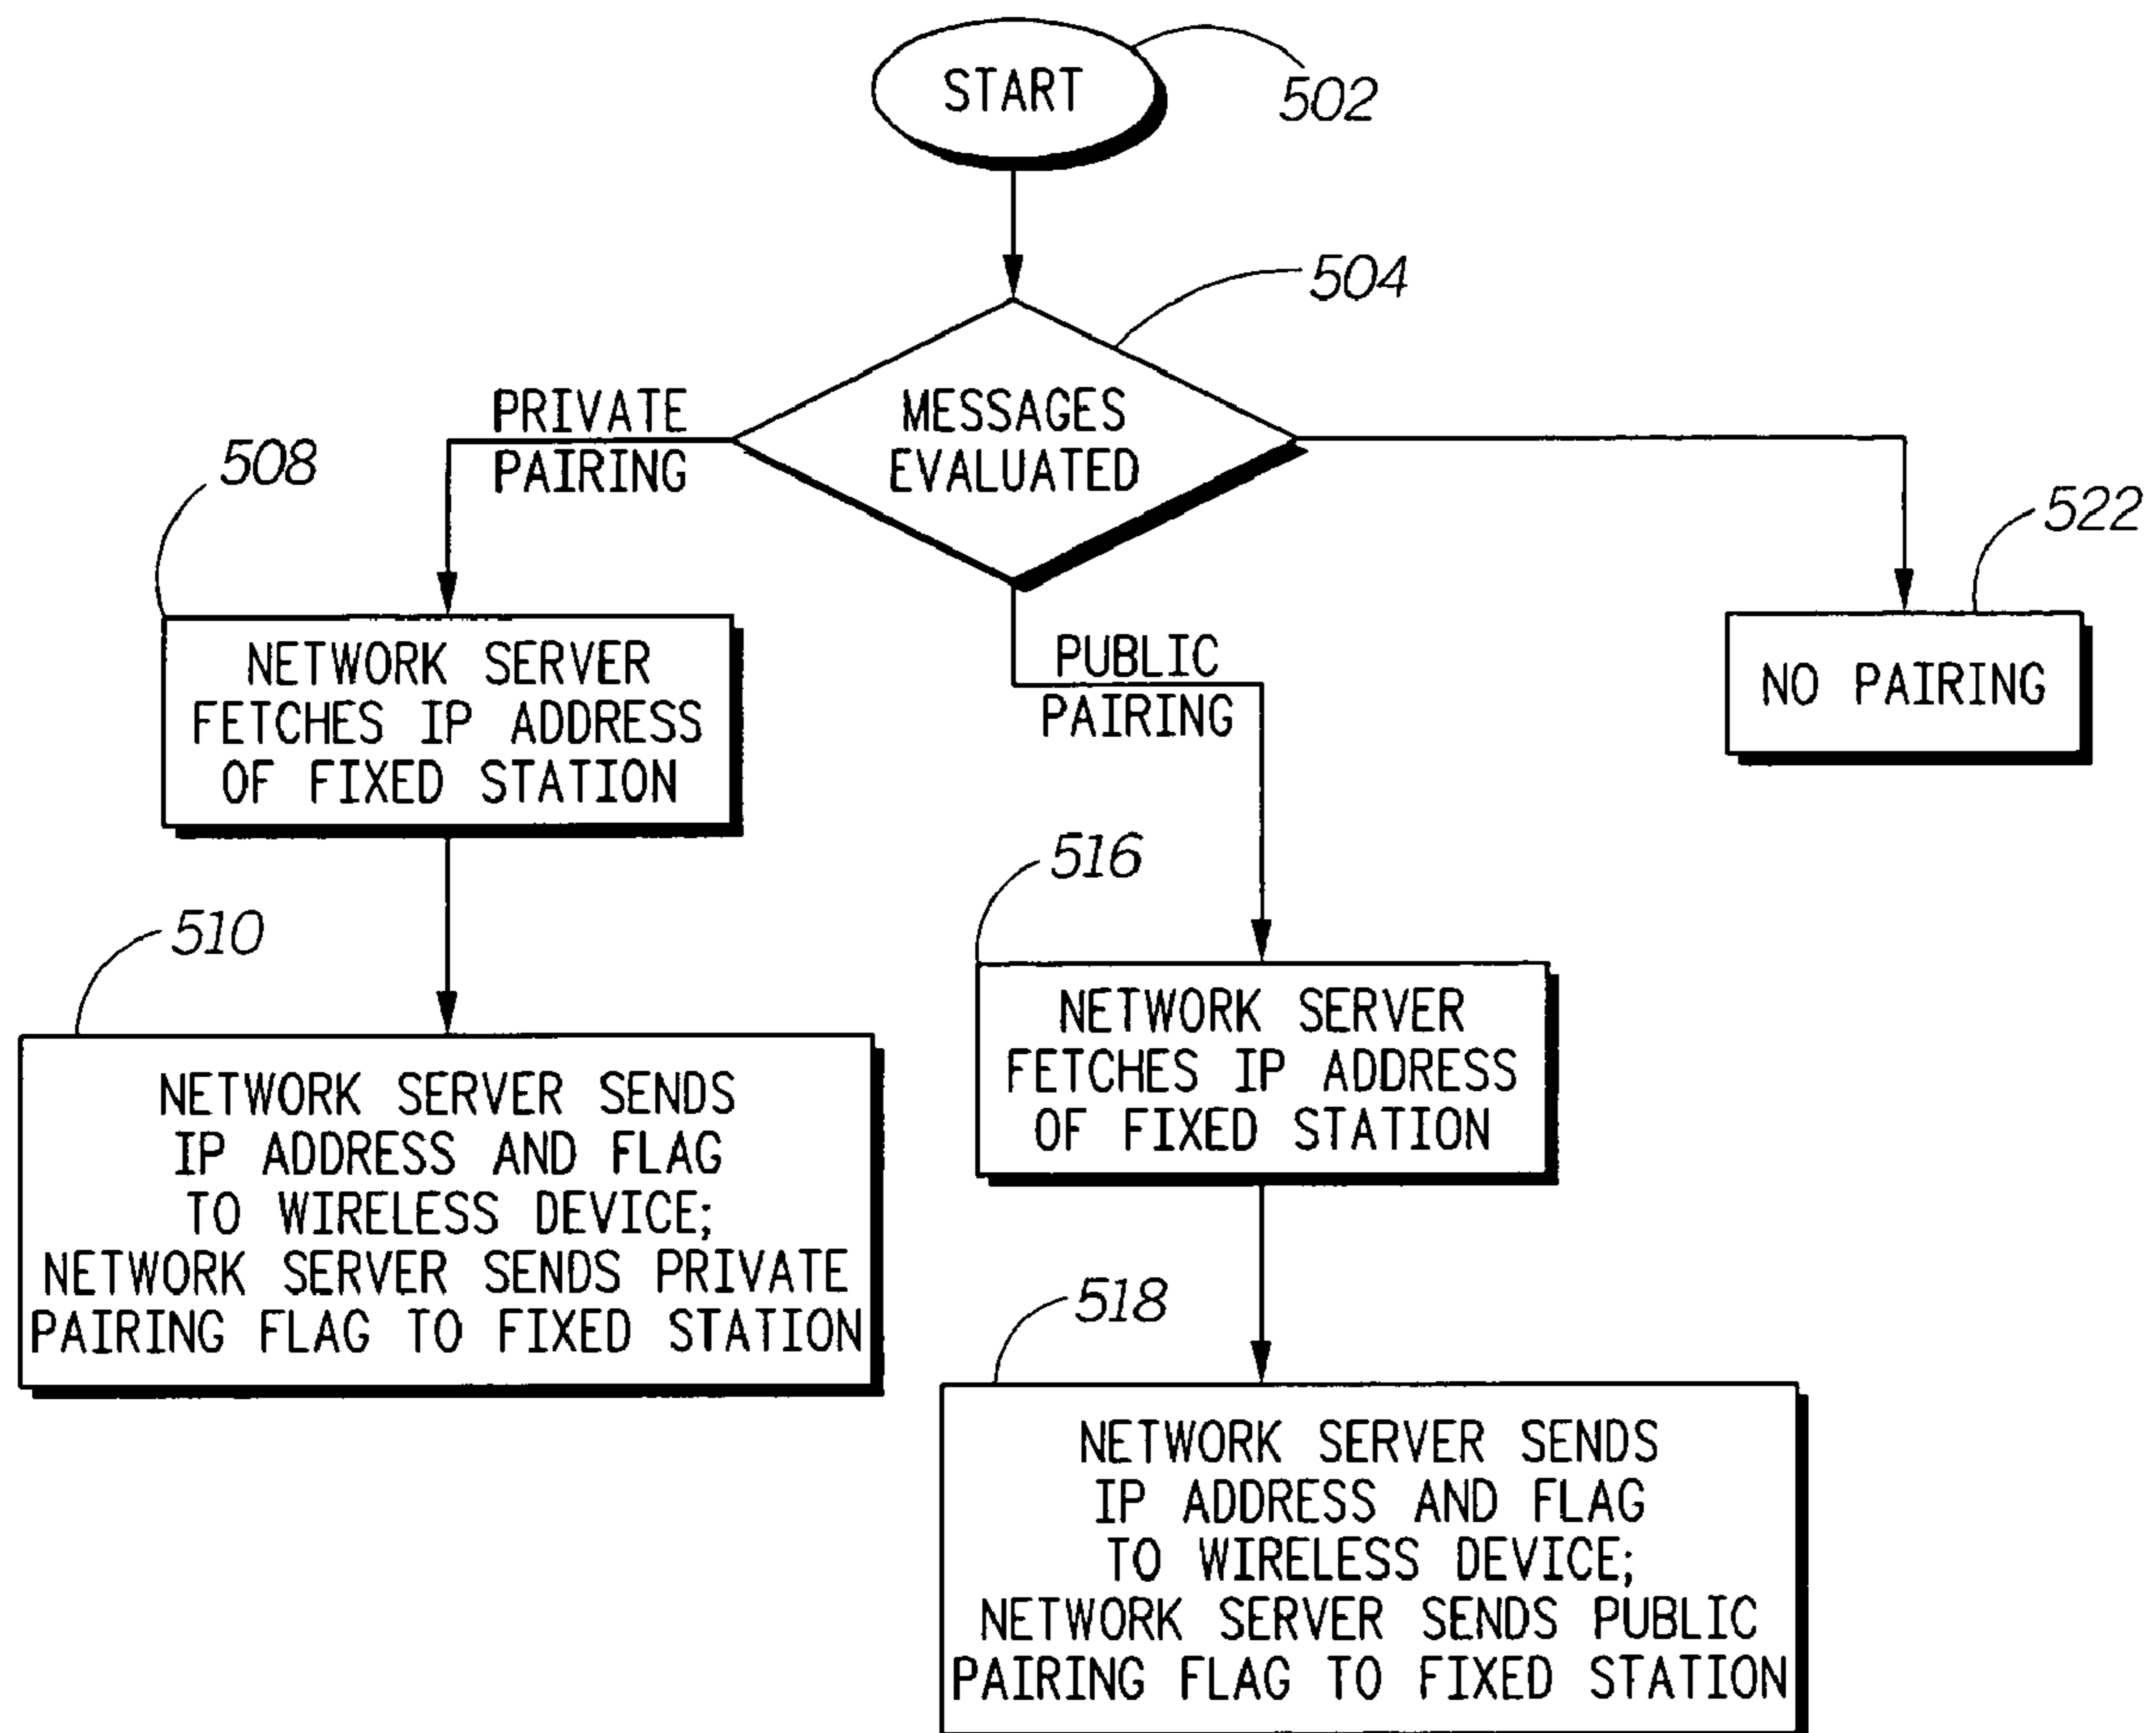 START
502
504
MESSAGES
EVALUATED
PRIVATE
PAIRING
508
522
NETWORK SERVER
FETCHES IP ADDRESS
OF FIXED STATION
PUBLIC
PAIRING
NO PAIRING
516
510
NETWORK SERVER
FETCHES IP ADDRESS
OF FIXED STATION
NETWORK SERVER SENDS
IP ADDRESS AND FLAG
TO WIRELESS DEVICE;
NETWORK SERVER SENDS PRIVATE
PAIRING FLAG TO FIXED STATION
518
NETWORK SERVER SENDS
IP ADDRESS AND FLAG
TO WIRELESS DEVICE;
NETWORK SERVER SENDS PUBLIC
PAIRING FLAG TO FIXED STATION